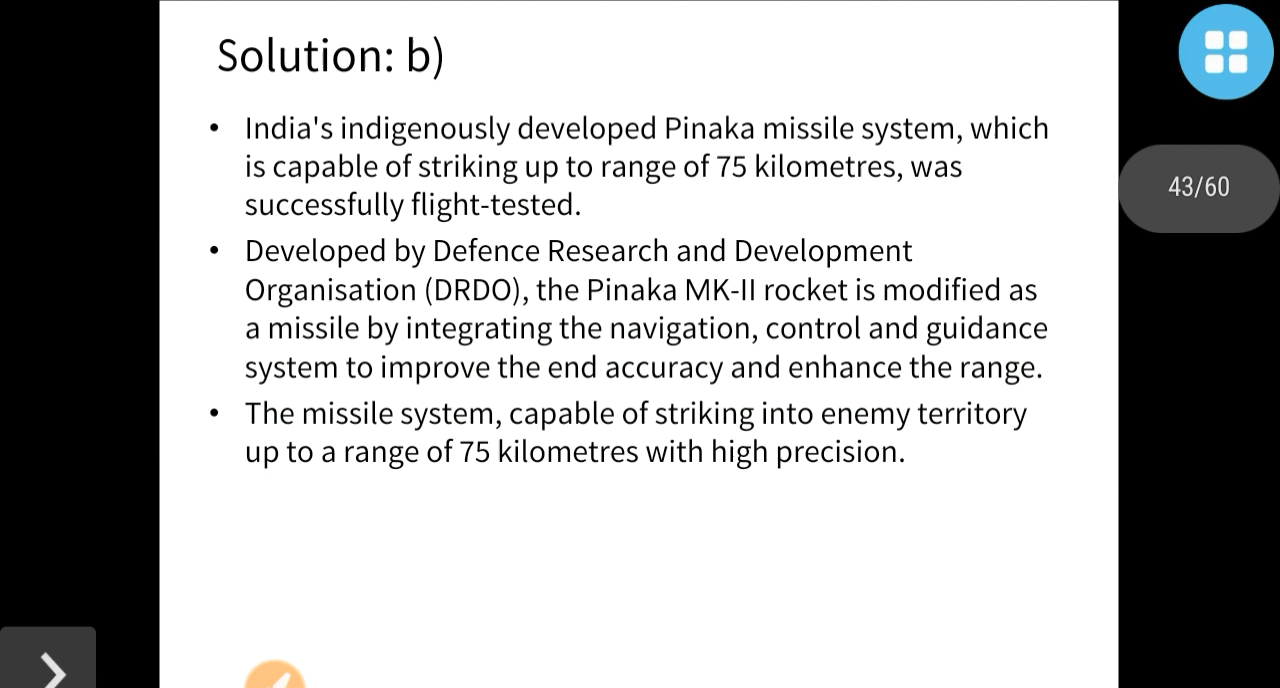 Solution: b)
• India's indigenously developed Pinaka missile system, which
is capable of striking up to range of 75 kilometres, was
successfully flight-tested.
• Developed by Defence Research and Development
Organisation (DRDO), the Pinaka MK-II rocket is modified as
a missile by integrating the navigation, control and guidance
system to improve the end accuracy and enhance the range.
• The missile system, capable of striking into enemy territory
up to a range of 75 kilometres with high precision.
43/60